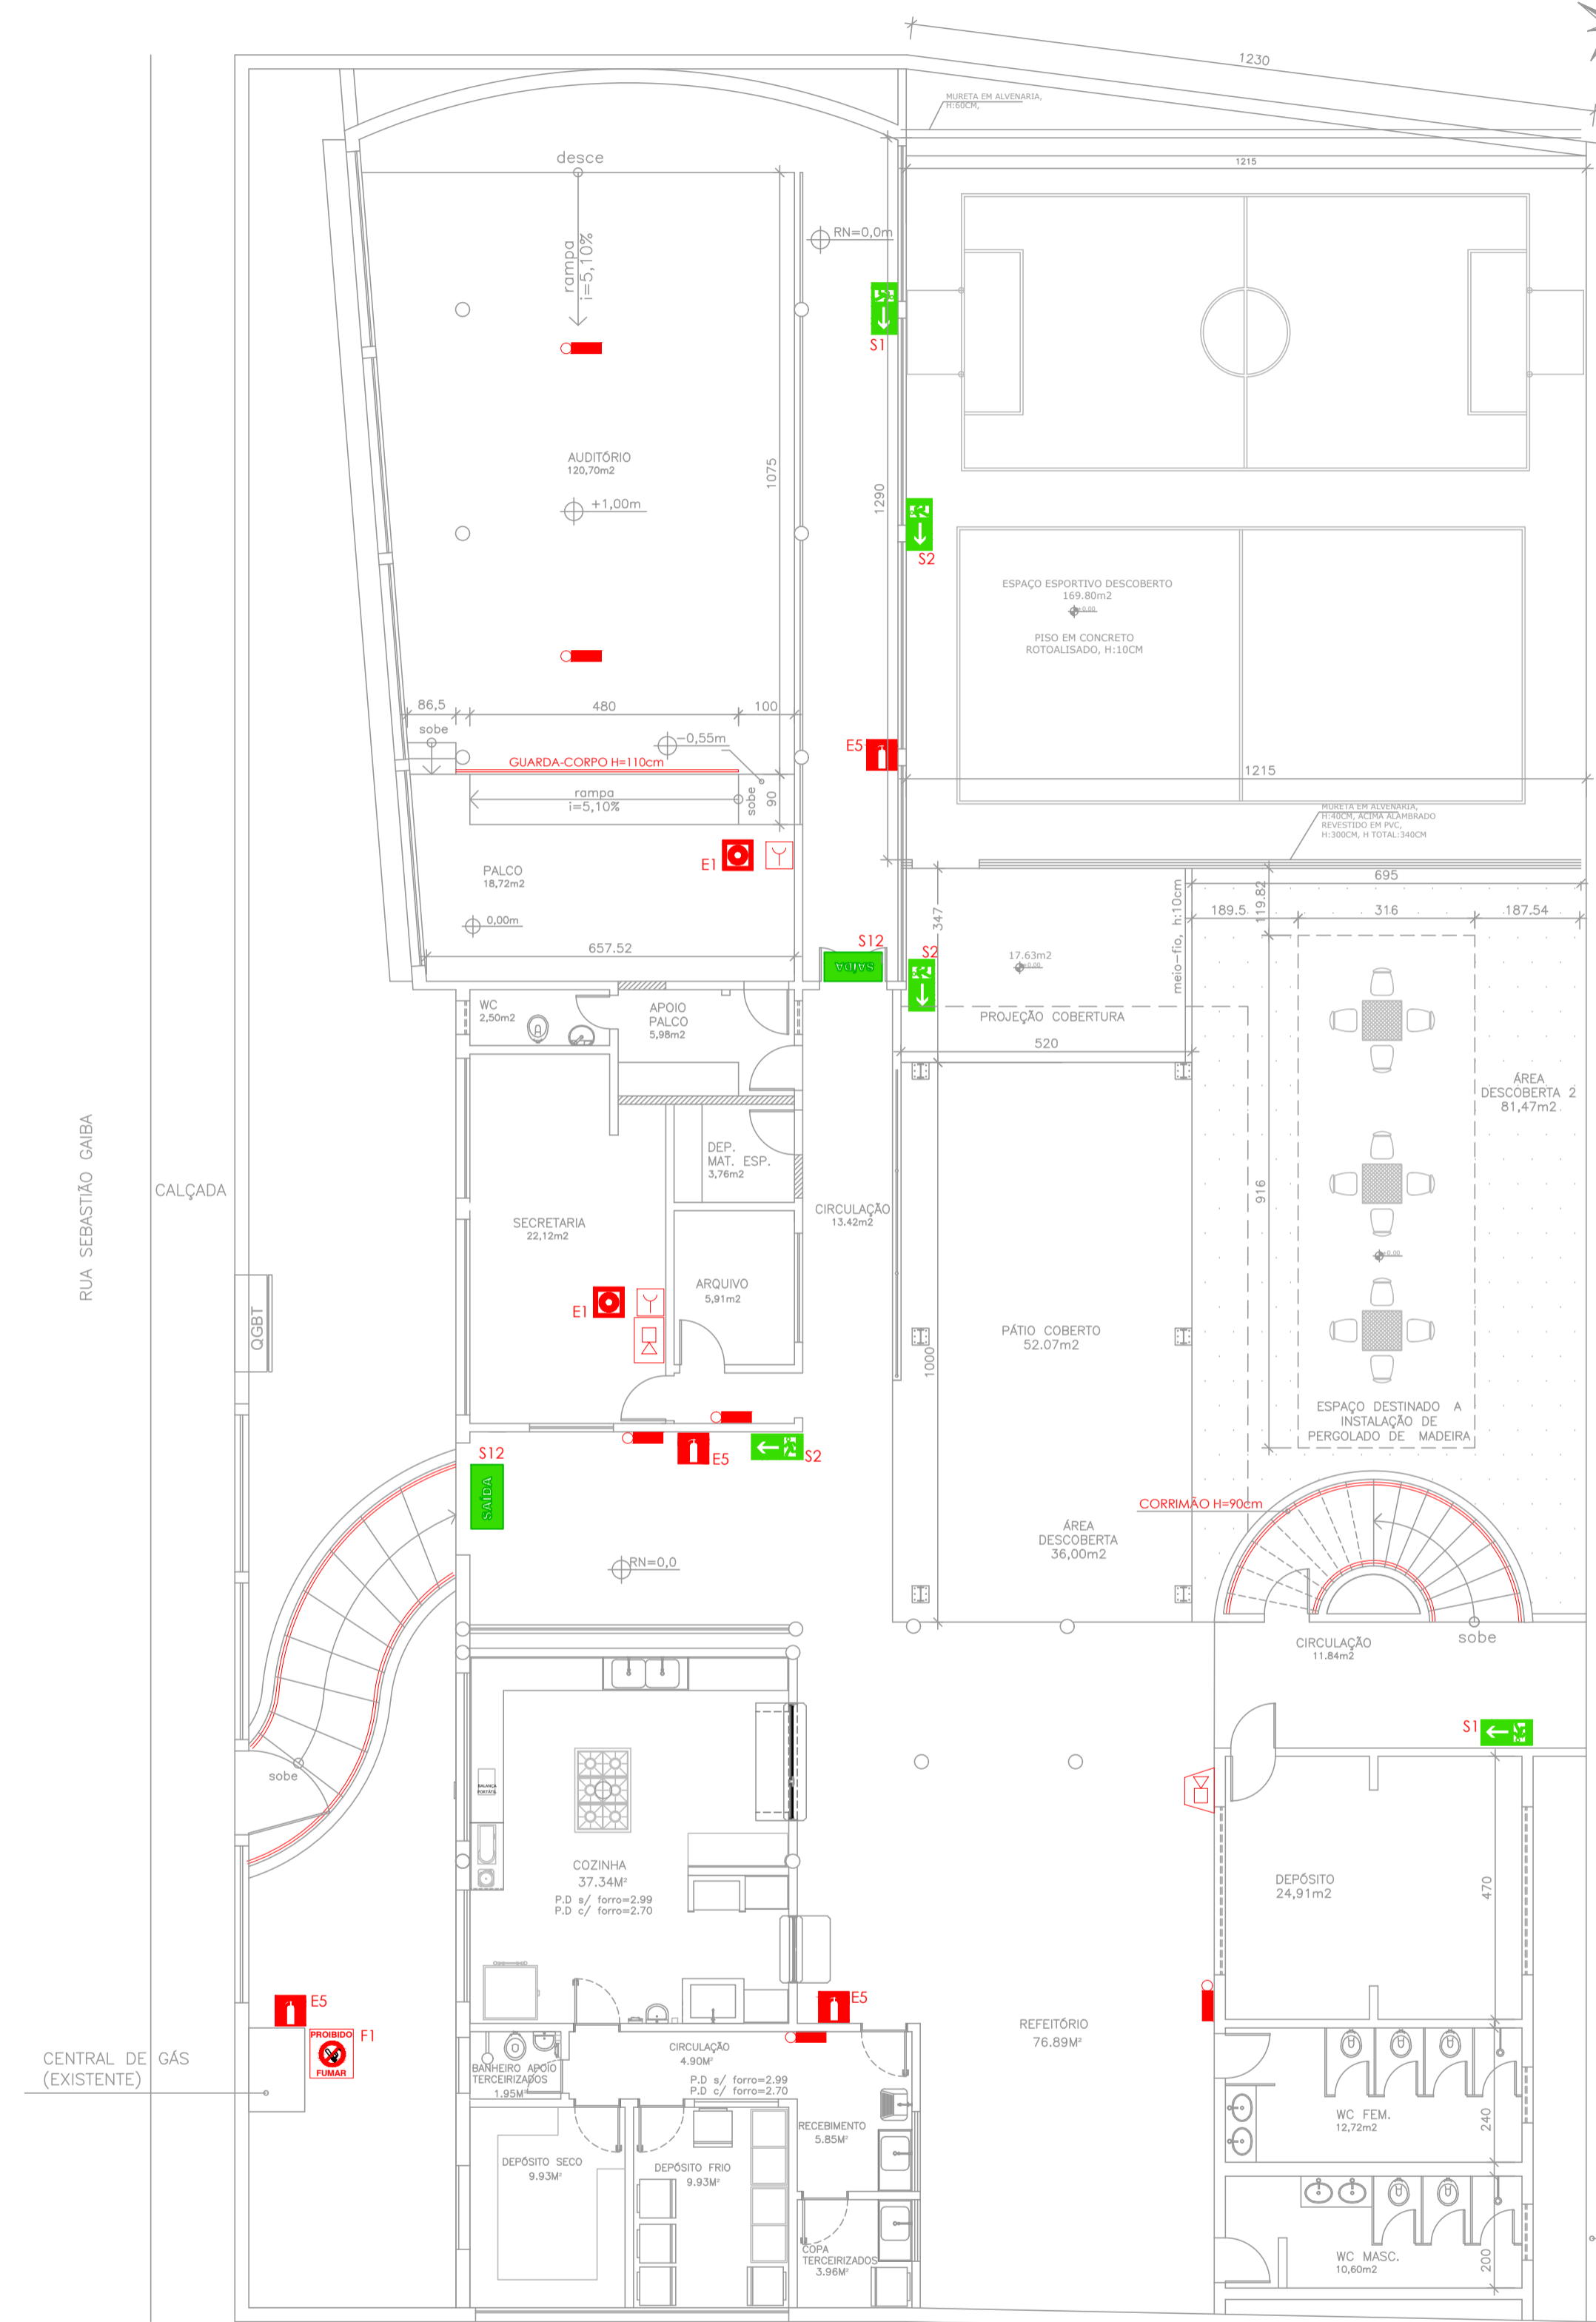 1230
MURETA EM ALVENARIA,
H:60CM,
1215
desce
rampa
i=5,10%
RN=0,0m
S1
AUDITÓRIO
120,70m2
+1,00m
1075
1290
S2
ESPAÇO ESPORTIVO DESCOBERTO
169.80m2
+0,00
PISO EM CONCRETO
ROTOALISADO, H:10CM
86,5
480
100
sobe
-0,55m
E5
GUARDA-CORPO H=110cm
1215
rampa
i=5,10%
sobe
90
MURETA EM ALVENARIA,
H:40CM, ACIMA ALAMBRADO
REVESTIDO EM PVC,
H:300CM, H TOTAL:340CM
E1
PALCO
18,72m2
0,00m
695
119.82
189.5
316
187.54
347
meio-fio, h:10cm
657.52
S12
SAÍDA
S2
17.63m2
±0,00
PROJEÇÃO COBERTURA
WC
2,50m2
APOIO
PALCO
5,98m2
520
ÁREA
DESCOBERTA 2
81,47m2
RUA SEBASTIÃO GAIBA
CALÇADA
DEP.
MAT. ESP.
3,76m2
SECRETARIA
22,12m2
CIRCULAÇÃO
13.42m2
916
±0,00
ARQUIVO
5,91m2
E1
QGBT
PÁTIO COBERTO
52.07m2
1000
ESPAÇO DESTINADO A
INSTALAÇÃO DE
PERGOLADO DE MADEIRA
S12
SAÍDA
E5
S2
CORRIMÃO H=90cm
ÁREA
DESCOBERTA
36,00m2
RN=0,0
CIRCULAÇÃO
11.84m2
sobe
S1
sobe
BALANÇA
PORTÁTIL
COZINHA
37.34M²
P.D s/ forro=2.99
P.D c/ forro=2.70
DEPÓSITO
24,91m2
470
E5
PROIBIDO
FUMAR
F1
E5
REFEITÓRIO
76.89M²
CENTRAL DE GÁS
(EXISTENTE)
CIRCULAÇÃO
4.90M²
P.D s/ forro=2.99
P.D c/ forro=2.70
BANHEIRO APOIO
TERCEIRIZADOS
1.95M²
RECEBIMENTO
5.85M²
WC FEM.
12,72m2
240
DEPÓSITO SECO
9.93M²
DEPÓSITO FRIO
9.93M²
COPA
TERCEIRIZADOS
3.96M²
WC MASC.
10,60m2
200